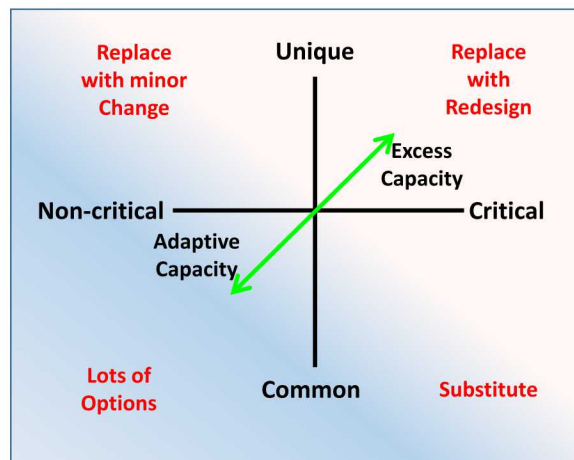 Replace
with minor
Change
Unique
Replace
with
Redesign
Excess
Capacity
Non-critical
Critical
Adaptive
Capacity
Lots of
Options
Common
Substitute